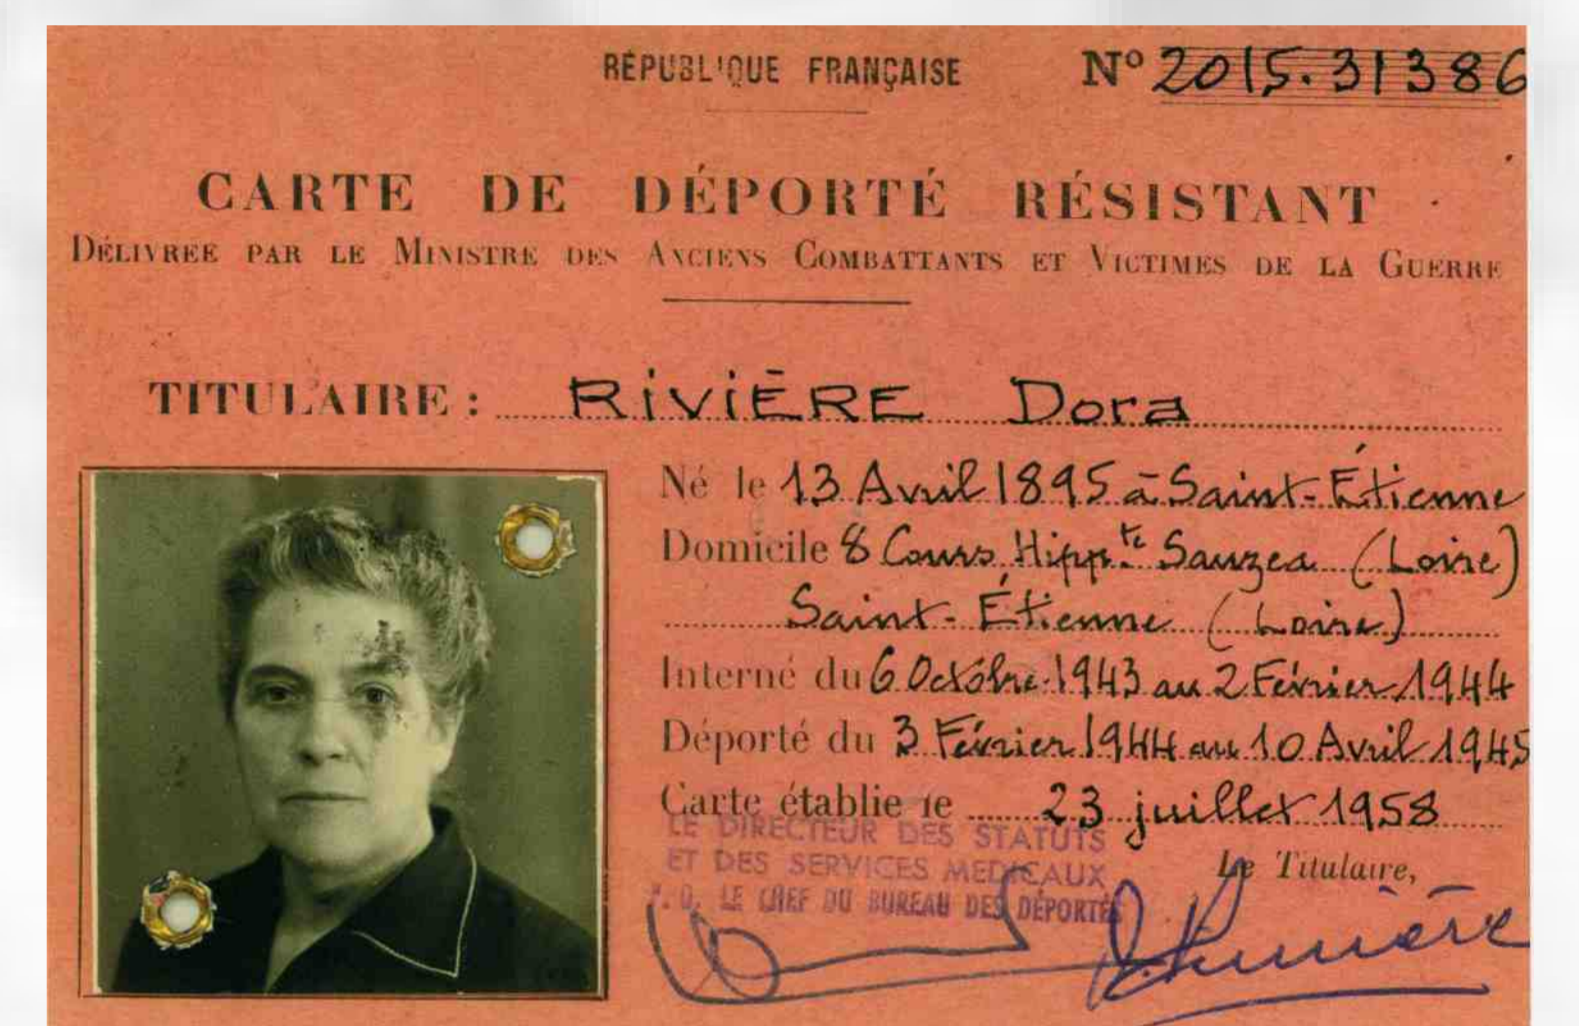 RÉPUBLIQUE FRANÇAISE
N° 2015.31386
CARTE DE DÉPORTÉ RÉSISTANT
DÉLIVREE PAR LE MINISTRE DES ANCIENS COMBATTANTS ET VICTIMES DE LA GUERRE
TITULAIRE : RIVIÈRE Dora
Né le 13 Avril 1895 à Saint-Étienne
Domicile 8 Cours Hippte Sauzea (Loire)
Saint-Étienne (Loire)
Interné du 6 Octobre 1943 au 2 Février 1944
Déporté du 3 Février 1944 au 10 Avril 1945
Carte établie le 23 juillet 1958
LE DIRECTEUR DES STATUTS
ET DES SERVICES MEDICAUX
Le Titulaire,
P. O. LE CHEF DU BUREAU DES DÉPORTÉS
D. Rivière